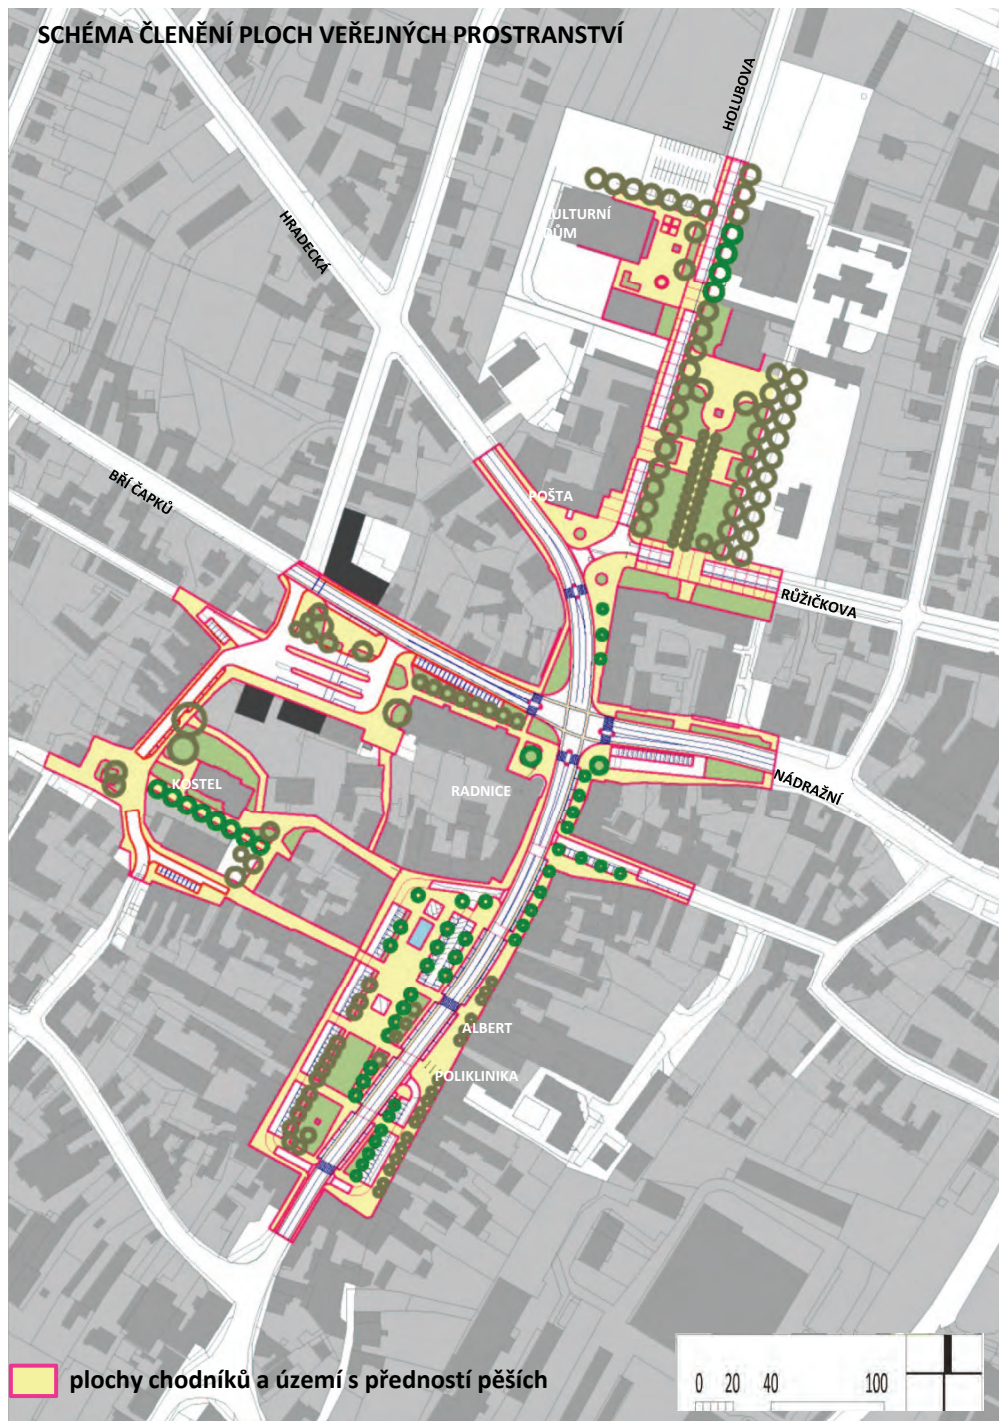 SCHÉMA ČLENĚNÍ PLOCH VEŘEJNÝCH PROSTRANSTVÍ
HOLUBOVA
KULTURNÍ
DŮM
HRADECKÁ
BŘÍ ČAPKŮ
POŠTA
RŮŽIČKOVA
NÁDRAŽNÍ
KOSTEL
RADNICE
ALBERT
POLIKLINIKA
plochy chodníků a území s předností pěších
0 20 40 100